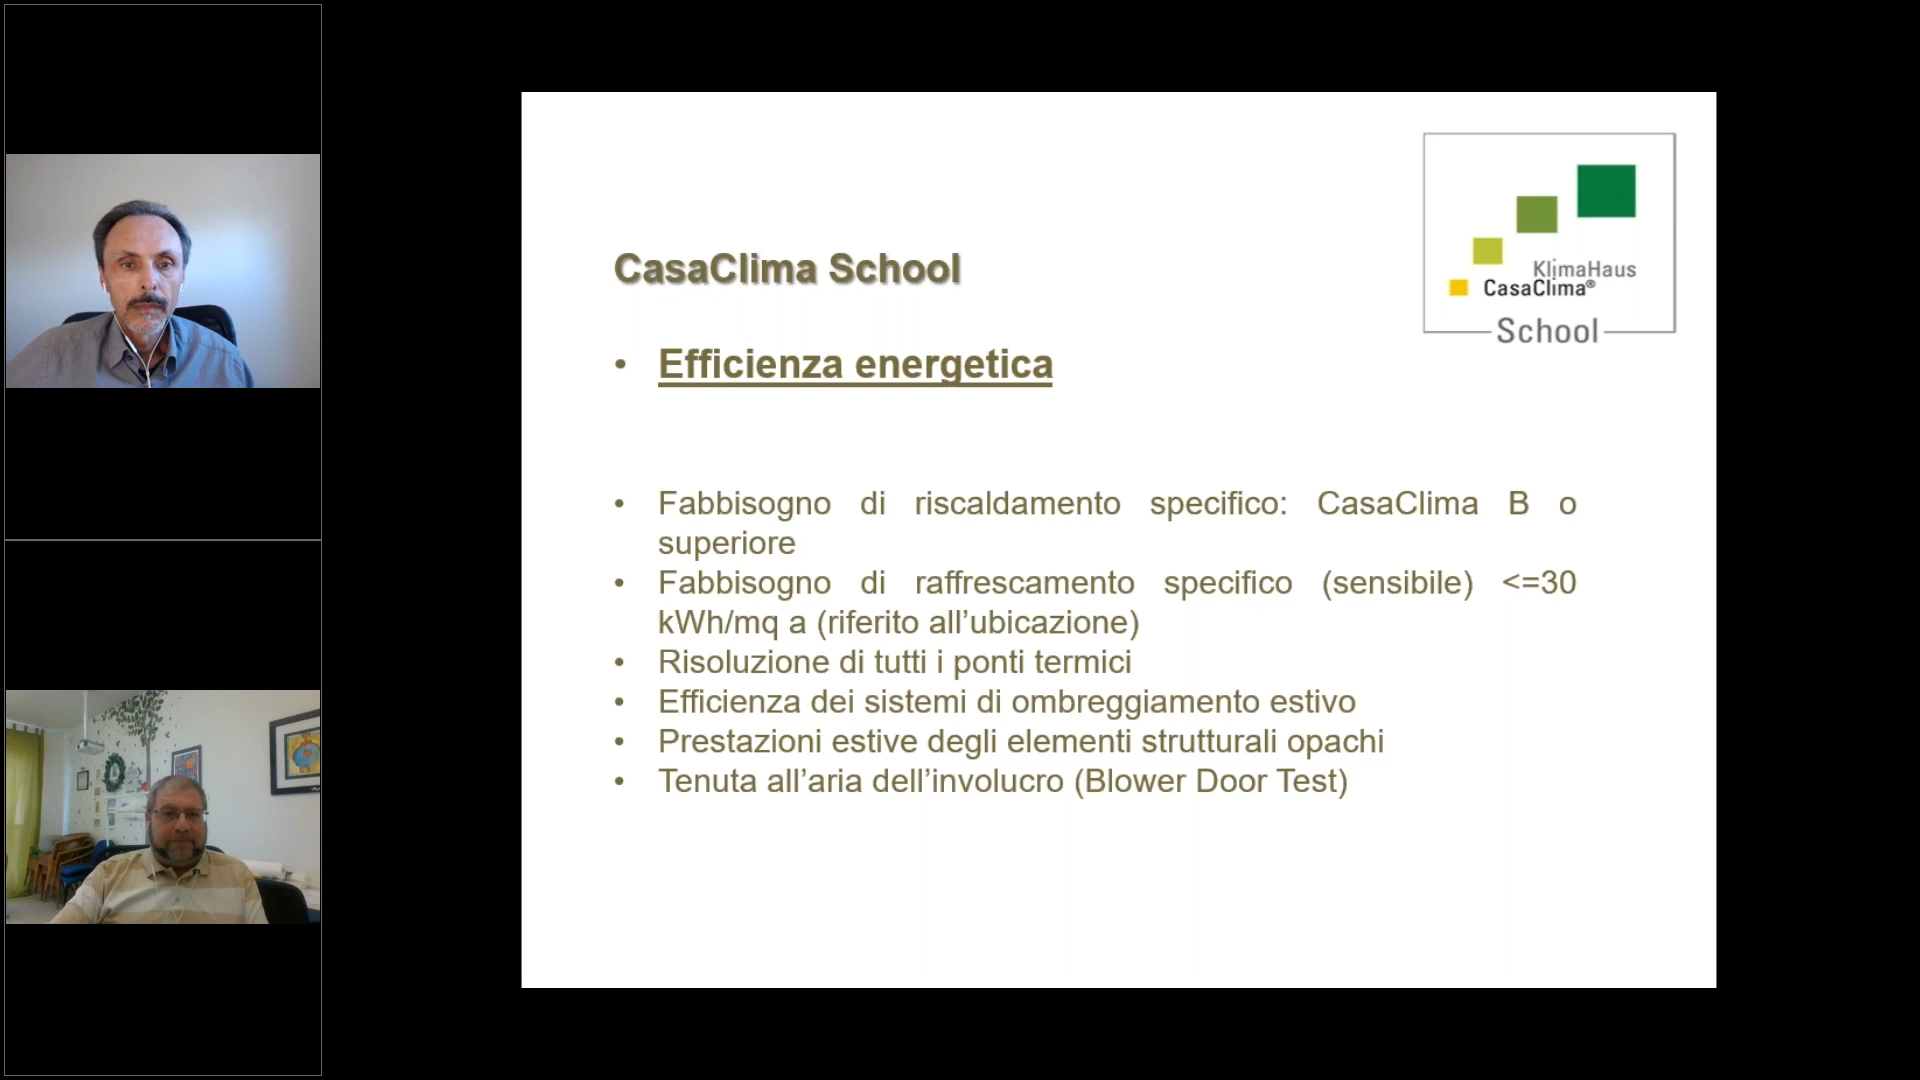 KlimaHaus
CasaClima®
School
CasaClima School
• Efficienza energetica
• Fabbisogno di riscaldamento specifico: CasaClima B o
superiore
• Fabbisogno di raffrescamento specifico (sensibile) <=30
kWh/mq a (riferito all’ubicazione)
• Risoluzione di tutti i ponti termici
• Efficienza dei sistemi di ombreggiamento estivo
• Prestazioni estive degli elementi strutturali opachi
• Tenuta all’aria dell’involucro (Blower Door Test)